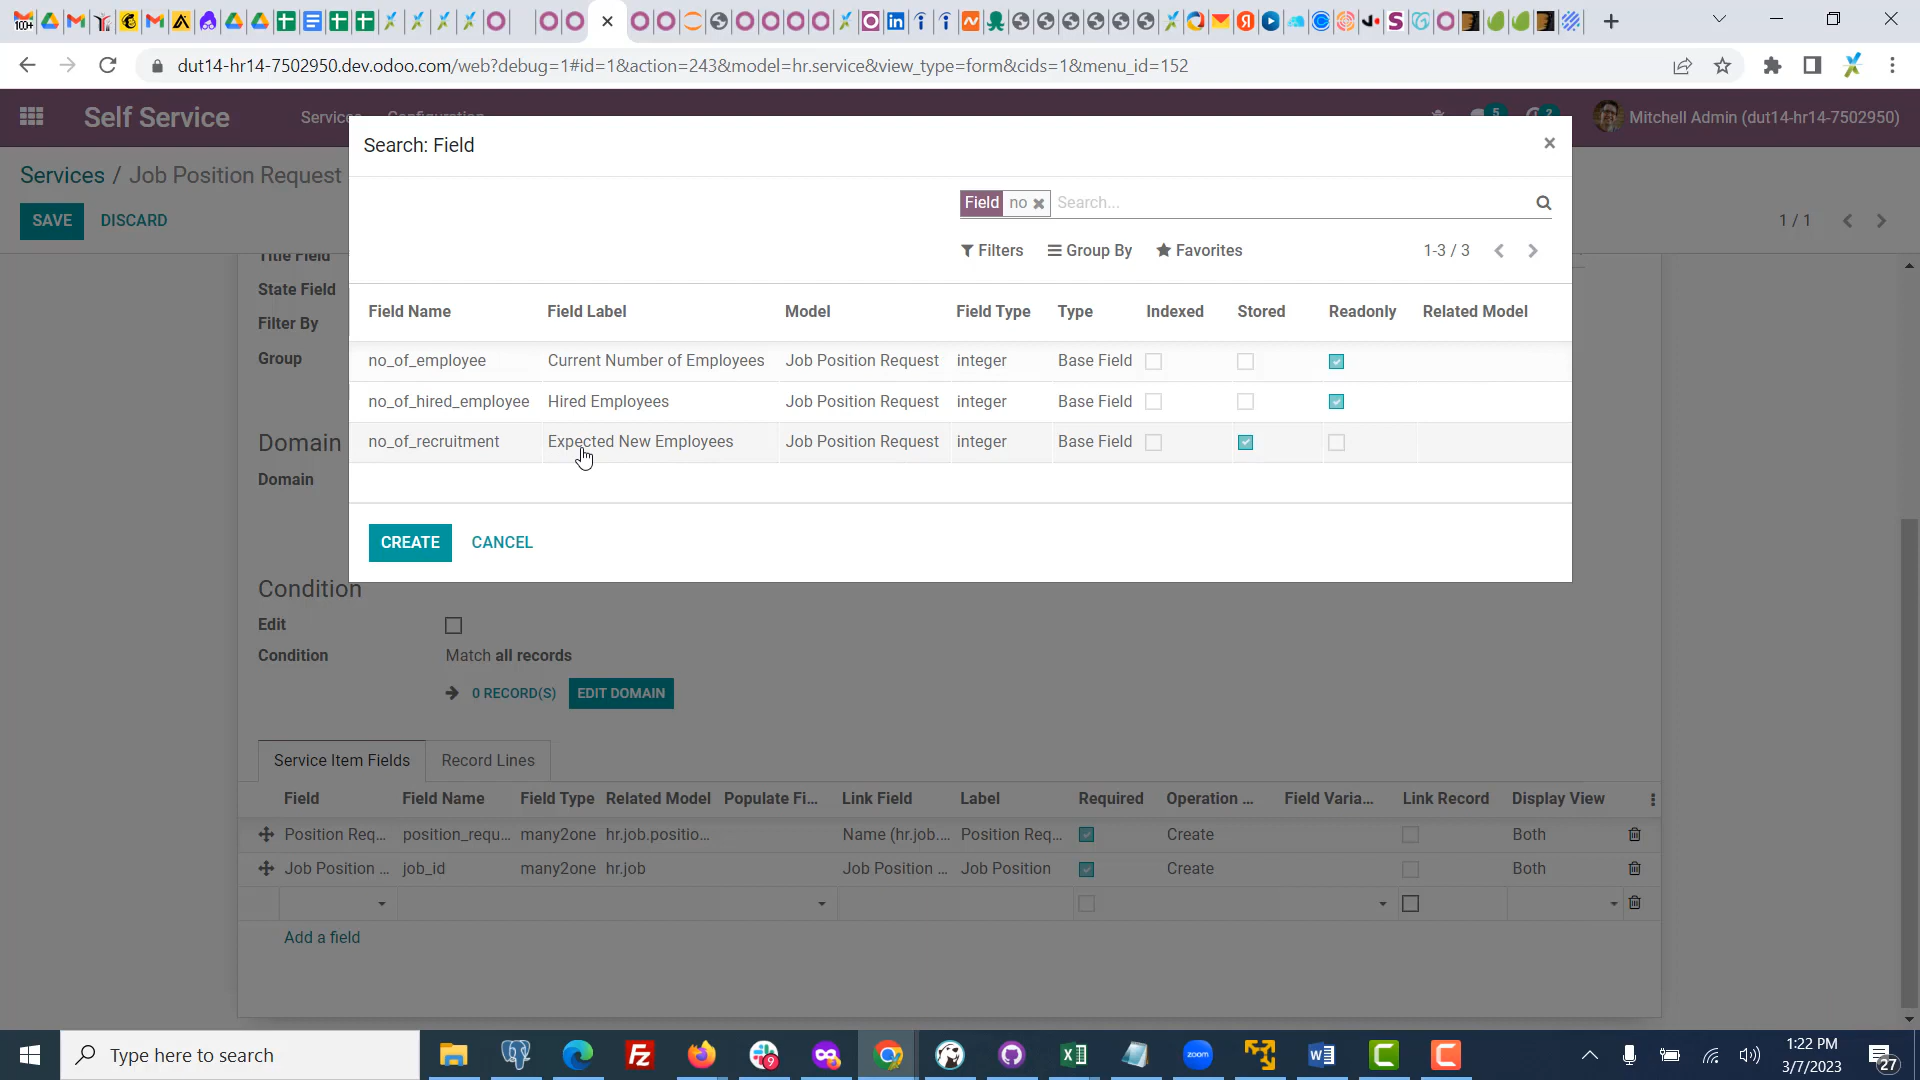 dut14-hr14-7502950.dev.odoo.com/web?debug=1#id=1&action=243&model=hr.service&view_type=form&cids=1&menu_id=152
Self Service
5
2
Mitchell Admin (dut14-hr14-7502950)
Services / Job Position Request
SAVE
DISCARD
1 / 1
Search: Field
×
Field no
Search...
Filters
Group By
Favorites
1-3 / 3
Field Name Field Label Model Field Type Type Indexed Stored Readonly Related Model
no_of_employee Current Number of Employees Job Position Request integer Base Field
no_of_hired_employee Hired Employees Job Position Request integer Base Field
no_of_recruitment Expected New Employees Job Position Request integer Base Field
CREATE
CANCEL
Title Field
State Field
Filter By
Group
Domain
Domain
Condition
Edit
Condition Match all records
0 RECORD(S)
EDIT DOMAIN
Service Item Fields
Record Lines
Field Field Name Field Type Related Model Populate Fi... Link Field Label Required Operation ... Field Varia... Link Record Display View
Position Req... position_requ... many2one hr.job.positio... Name (hr.job.... Position Req... Create Both
Job Position ... job_id many2one hr.job Job Position ... Job Position Create Both
Add a field
Type here to search
1:22 PM
3/7/2023
27